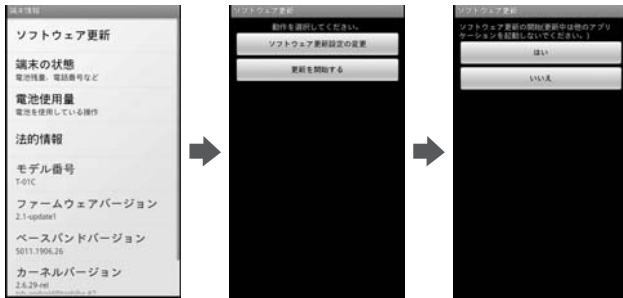 端末情報
ソフトウェア更新
端末の状態
電池残量、電話番号など
電池使用量
電池を使用している操作
法的情報
モデル番号
T-01C
ファームウェアバージョン
2.1-update1
ベースバンドバージョン
5011.1906.26
カーネルバージョン
2.6.29-rel
ソフトウェア更新
動作を選択してください。
ソフトウェア更新設定の変更
更新を開始する
ソフトウェア更新
ソフトウェア更新の開始(更新中は他のアプリ
ケーションを起動しないでください。)
はい
いいえ